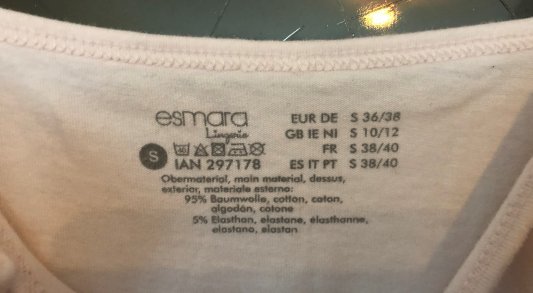 esmara
Lingerie
S
IAN 297178
EUR DE S 36/38
GB IE NI S 10/12
FR S 38/40
ES IT PT S 38/40
Obermaterial, main material, dessus,
exterior, materiale esterno:
95% Baumwolle, cotton, coton,
algodón, cotone
5% Elasthan, elastane, élasthanne,
elastano, elastan